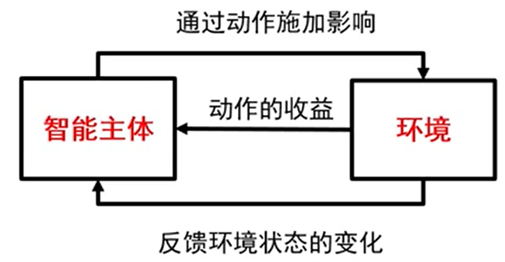 通过动作施加影响
智能主体
动作的收益
环境
反馈环境状态的变化